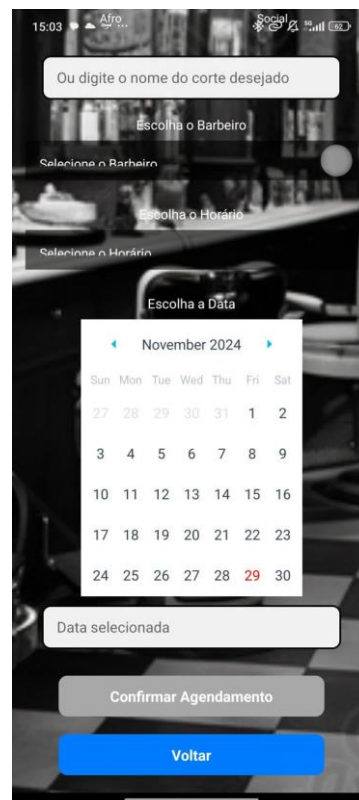 Afro Social
15:03 ... 5G 62
Ou digite o nome do corte desejado
Escolha o Barbeiro
Selecione o Barbeiro
Escolha o Horário
Selecione o Horário
Escolha a Data
November 2024
Sun Mon Tue Wed Thu Fri Sat
27 28 29 30 31 1 2
3 4 5 6 7 8 9
10 11 12 13 14 15 16
17 18 19 20 21 22 23
24 25 26 27 28 29 30
Data selecionada
Confirmar Agendamento
Voltar